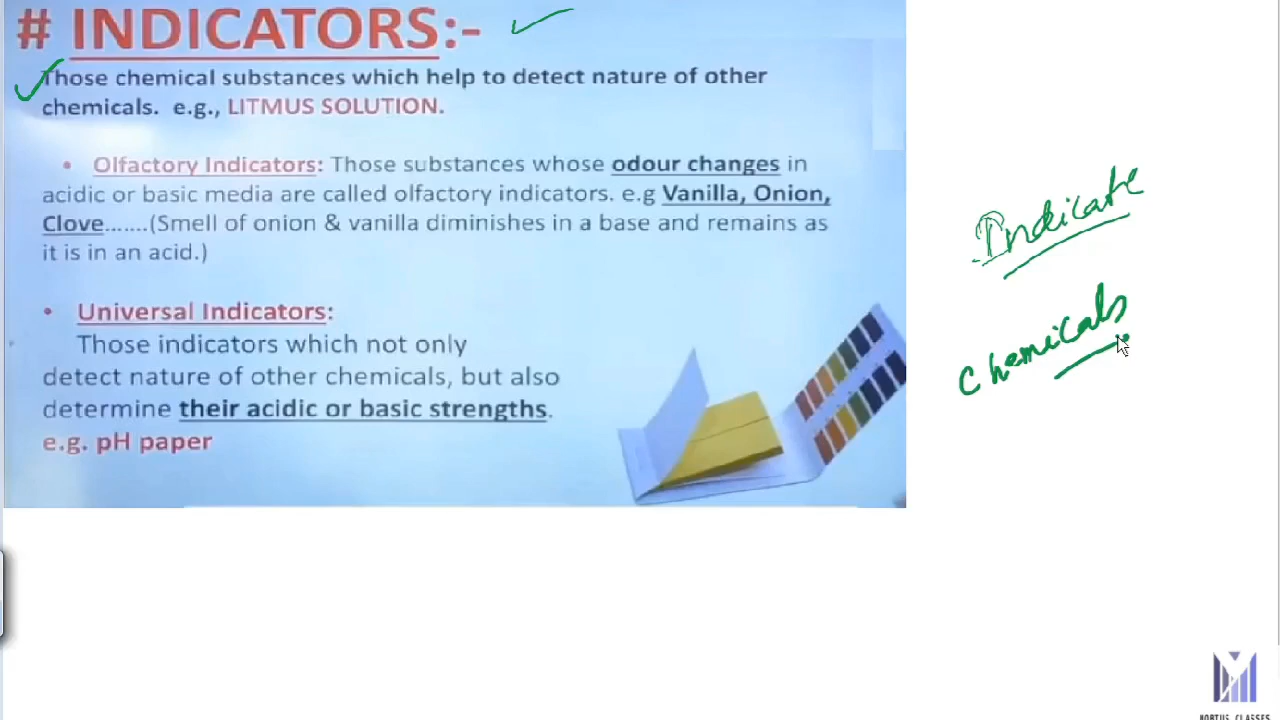 # INDICATORS:-
Those chemical substances which help to detect nature of other
chemicals. e.g., LITMUS SOLUTION.
• Olfactory Indicators: Those substances whose odour changes in
acidic or basic media are called olfactory indicators. e.g Vanilla, Onion,
Clove.......(Smell of onion & vanilla diminishes in a base and remains as
it is in an acid.)
• Universal Indicators:
Those indicators which not only
detect nature of other chemicals, but also
determine their acidic or basic strengths.
e.g. pH paper
Indicate
Chemicals